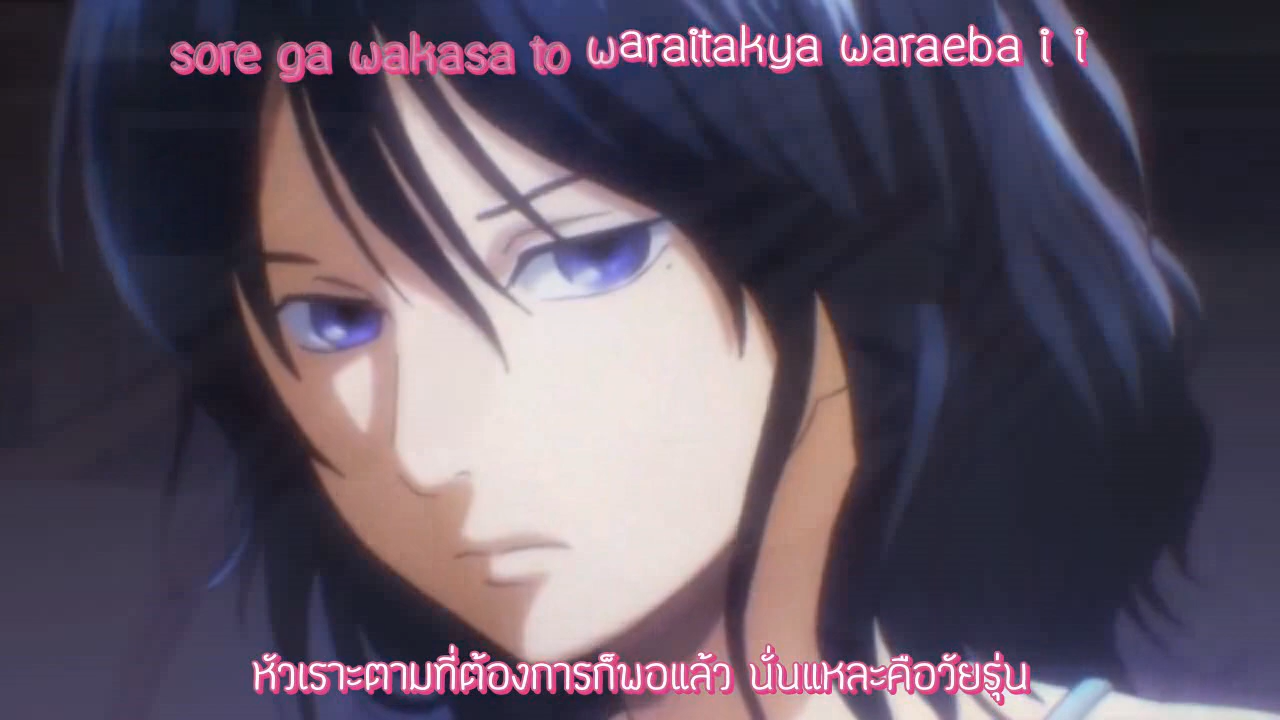 sore ga wakasa to waraitakya waraeba i i
หัวเราะตามที่ต้องการก็พอแล้ว นั่นแหละคือวัยรุ่น